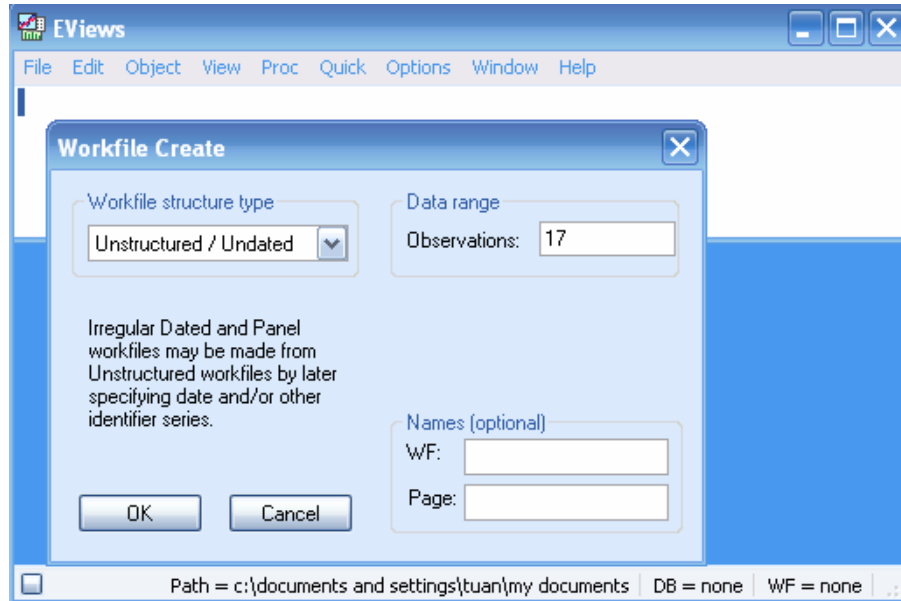 EViews
File Edit Object View Proc Quick Options Window Help
Workfile Create
Workfile structure type
Unstructured / Undated
Data range
Observations: 17
Irregular Dated and Panel
workfiles may be made from
Unstructured workfiles by later
specifying date and/or other
identifier series.
Names (optional)
WF:
Page:
OK Cancel
Path = c:\documents and settings\tuan\my documents DB = none WF = none